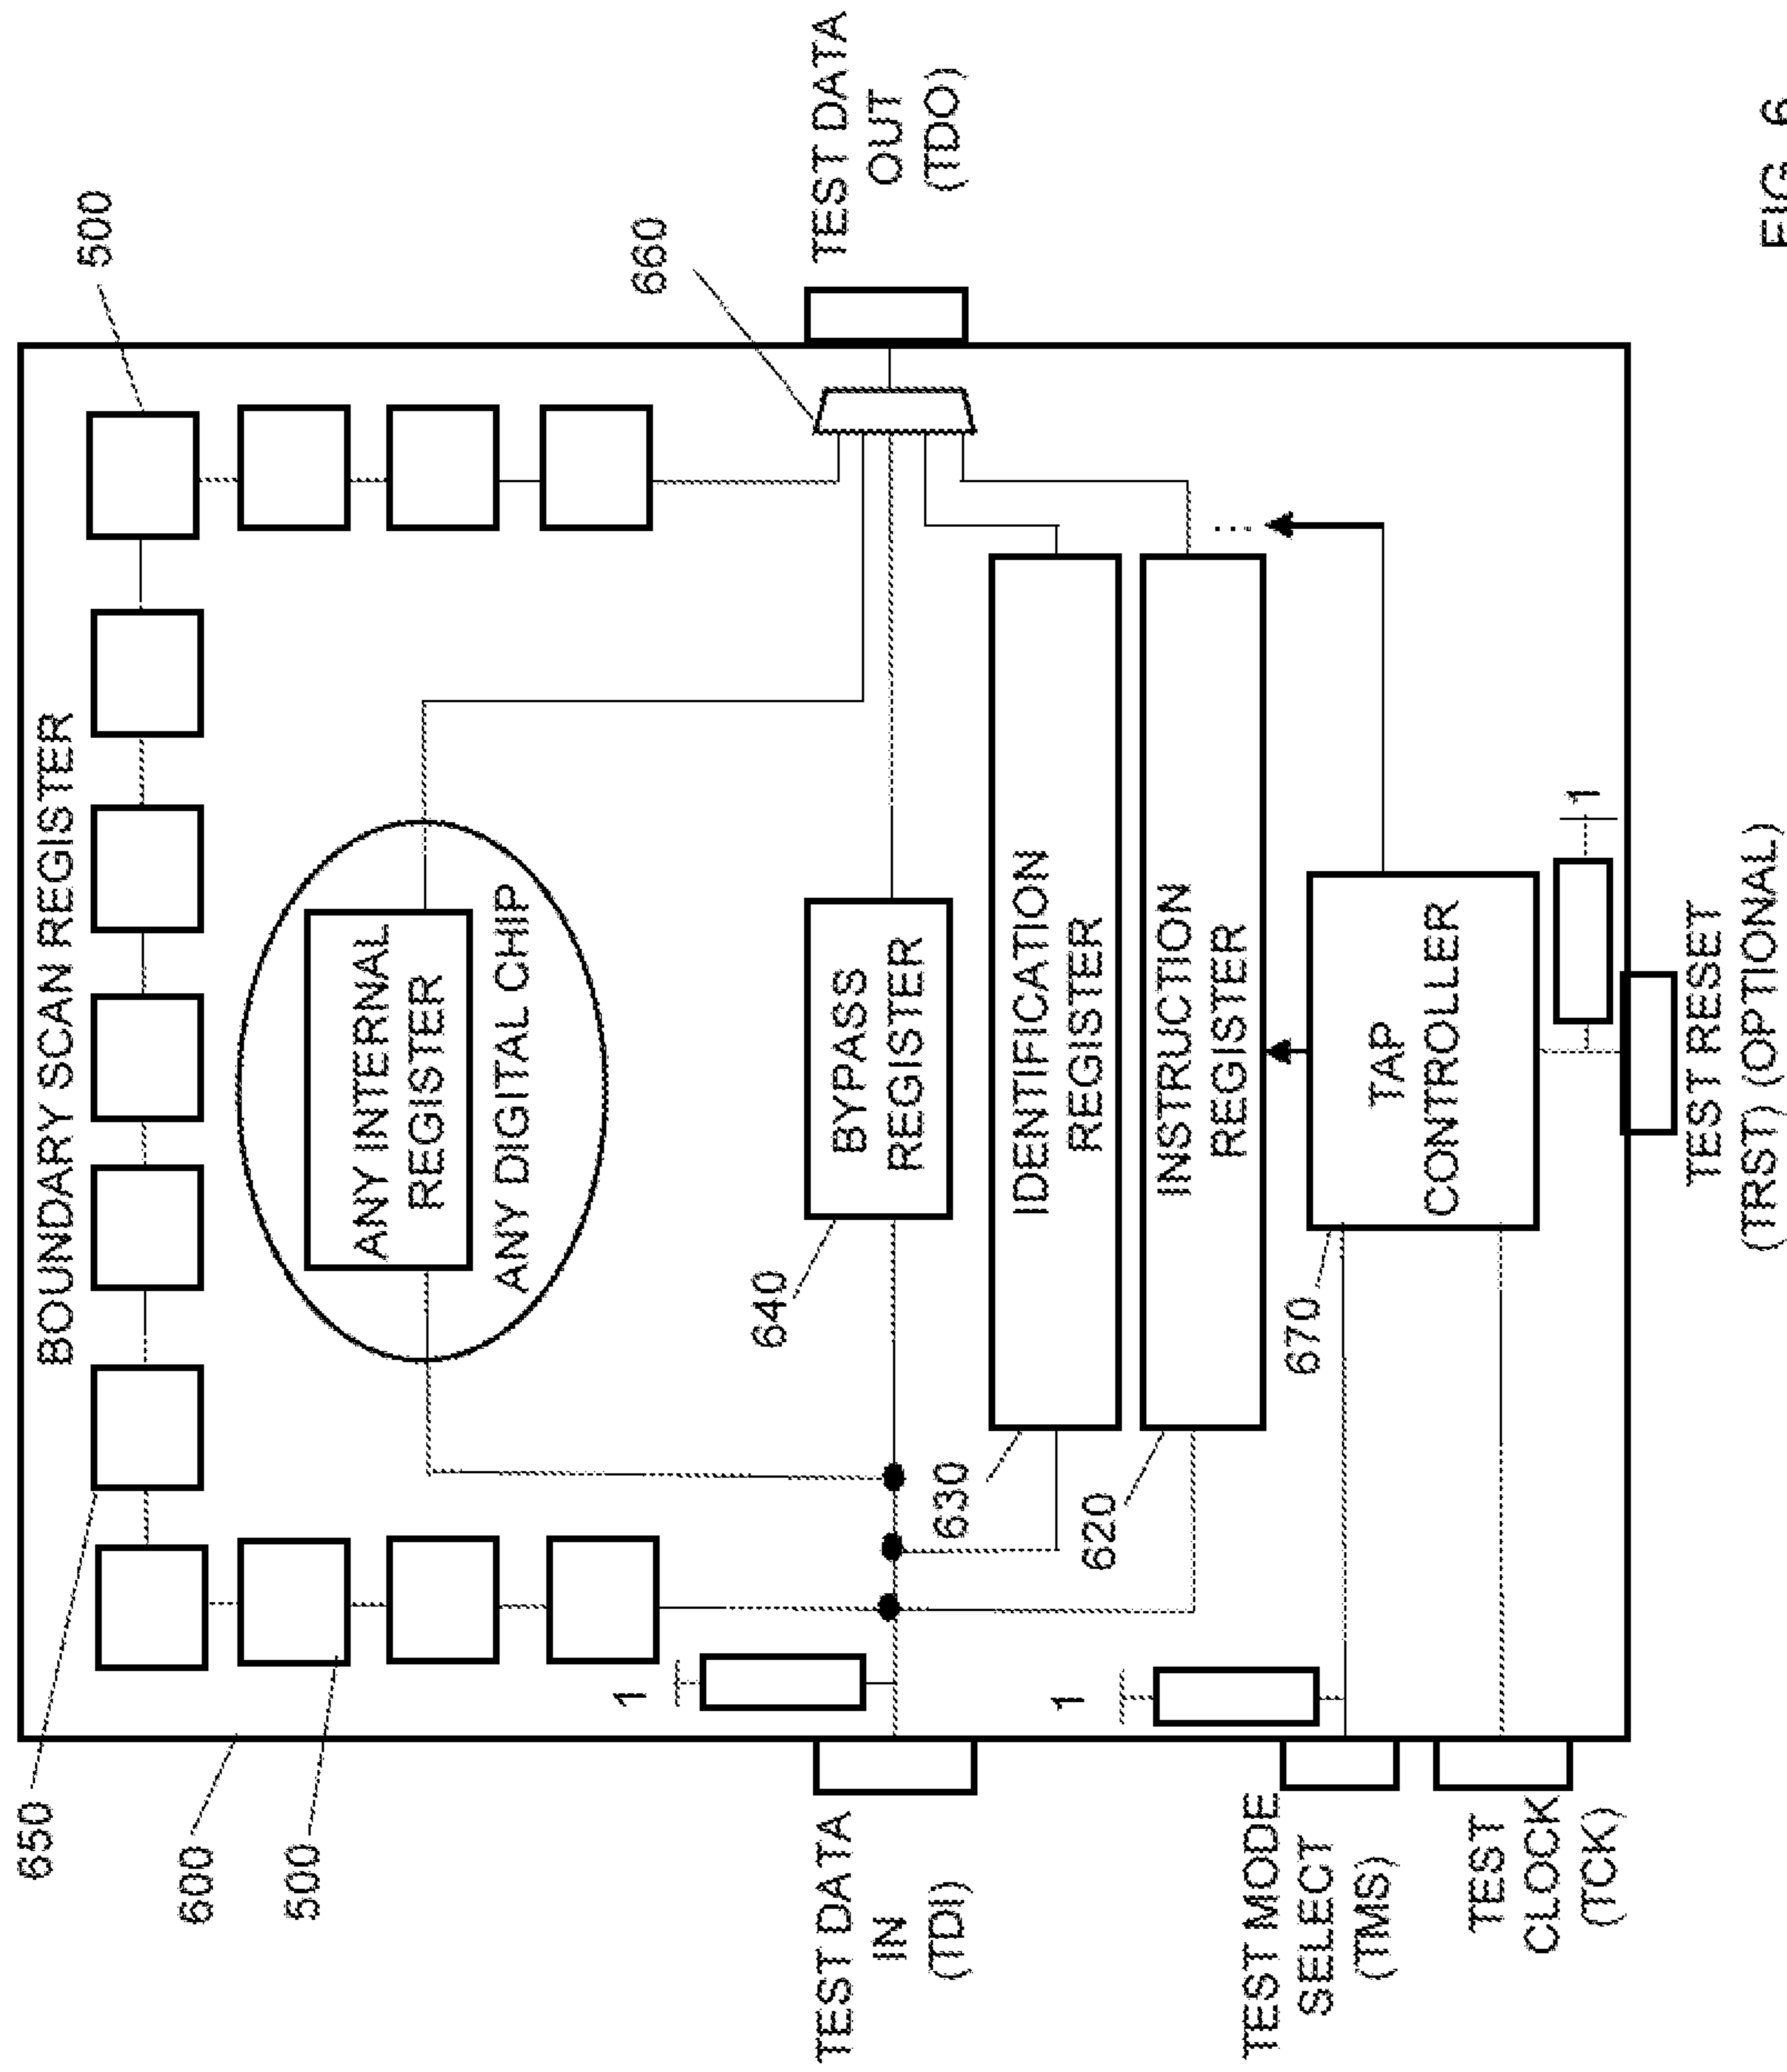 BOUNDARY SCAN REGISTER
650
600
500
500
ANY INTERNAL
REGISTER
ANY DIGITAL CHIP
660
1
640
BYPASS
REGISTER
TEST DATA
IN
(TDI)
TEST DATA
OUT
(TDO)
630
IDENTIFICATION
REGISTER
620
INSTRUCTION
REGISTER
...
1
670
TAP
CONTROLLER
TEST MODE
SELECT
(TMS)
TEST
CLOCK
(TCK)
1
TEST RESET
(TRST) (OPTIONAL)
FIG. 6